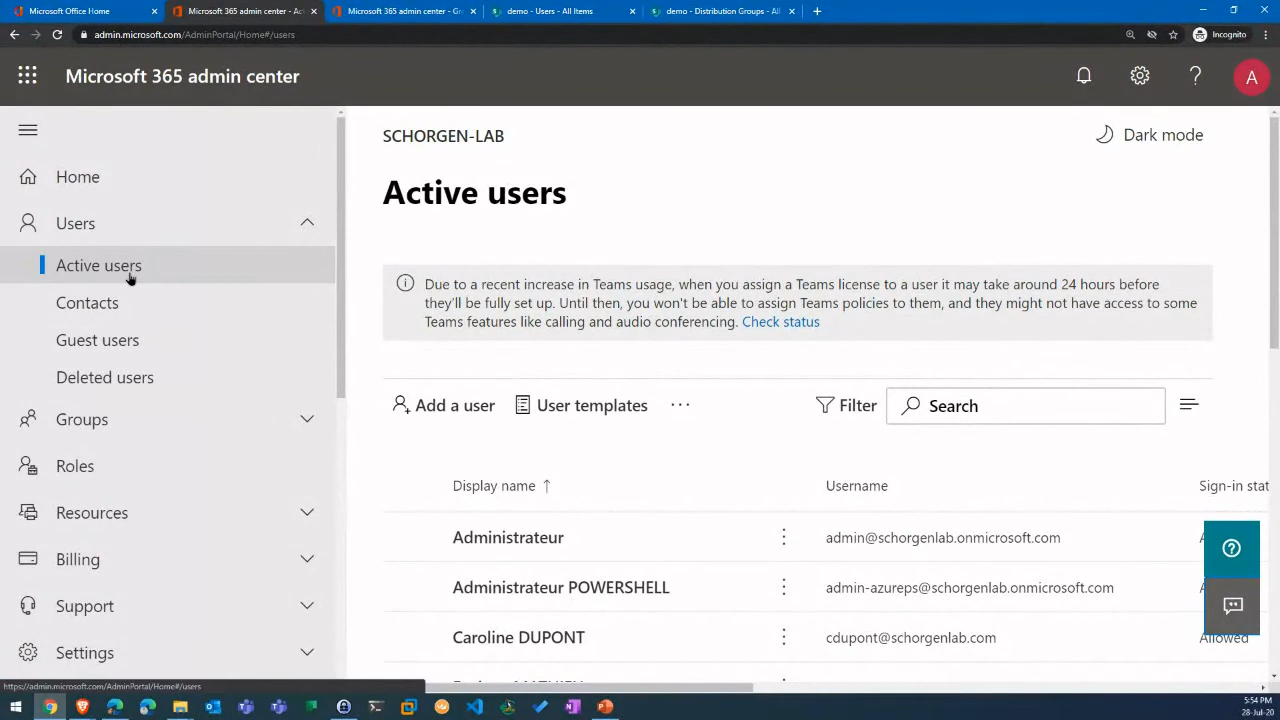 Microsoft Office Home
Microsoft 365 admin center - Ac
Microsoft 365 admin center - Gr
demo - Users - All Items
demo - Distribution Groups - All
admin.microsoft.com/AdminPortal/Home#/users
Incognito
Microsoft 365 admin center
A
Home
Users
Active users
Contacts
Guest users
Deleted users
Groups
Roles
Resources
Billing
Support
Settings
https://admin.microsoft.com/AdminPortal/Home#/users
SCHORGEN-LAB
Dark mode
Active users
Due to a recent increase in Teams usage, when you assign a Teams license to a user it may take around 24 hours before
they'll be fully set up. Until then, you won't be able to assign Teams policies to them, and they might not have access to some
Teams features like calling and audio conferencing. Check status
Add a user
User templates
Filter
Search
Display name
Username
Sign-in stat
Administrateur
admin@schorgenlab.onmicrosoft.com
Administrateur POWERSHELL
admin-azureps@schorgenlab.onmicrosoft.com
Caroline DUPONT
cdupont@schorgenlab.com
Allowed
5:54 PM
28-Jul-20